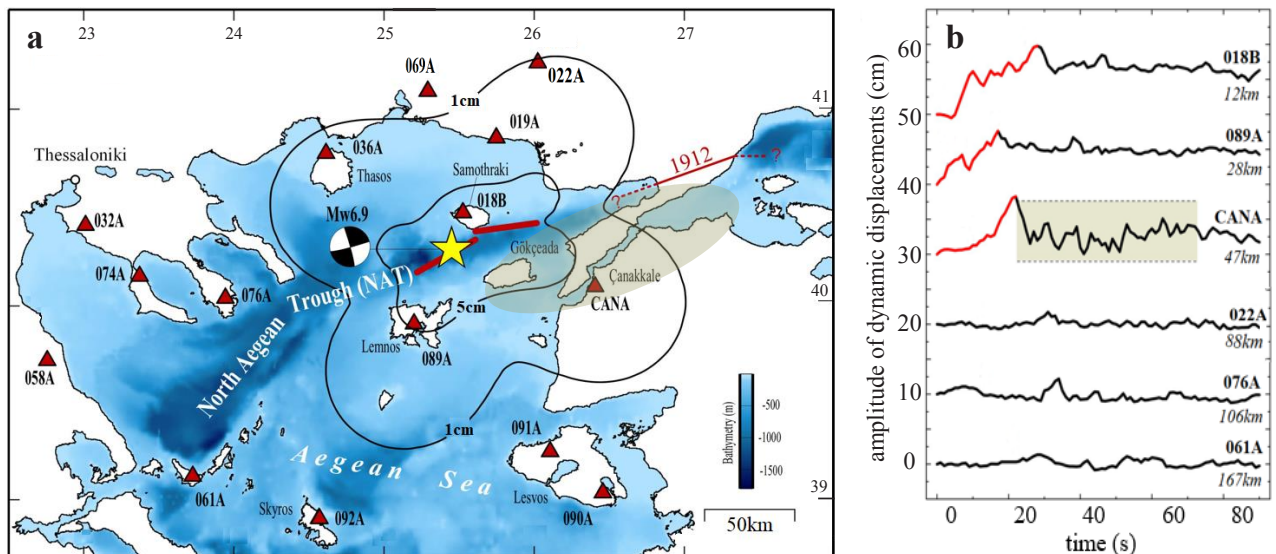 a
23
24
25
26
27
069A
022A
1cm
41
019A
036A
Thessaloniki
Thasos
Samothraki
1912
?
?
018B
032A
Mw6.9
Gökçeada
074A
076A
Çanakkale
CANA
40
North Aegean Trough (NAT)
5cm
Lemnos
089A
058A
1cm
Bathymetry (m)
-500
-1000
-1500
091A
Aegean Sea
061A
Lesvos
090A
39
Skyros
092A
50km
b
amplitude of dynamic displacements (cm)
60
50
40
30
20
10
0
018B
12km
089A
28km
CANA
47km
022A
88km
076A
106km
061A
167km
0
20
40
60
80
time (s)